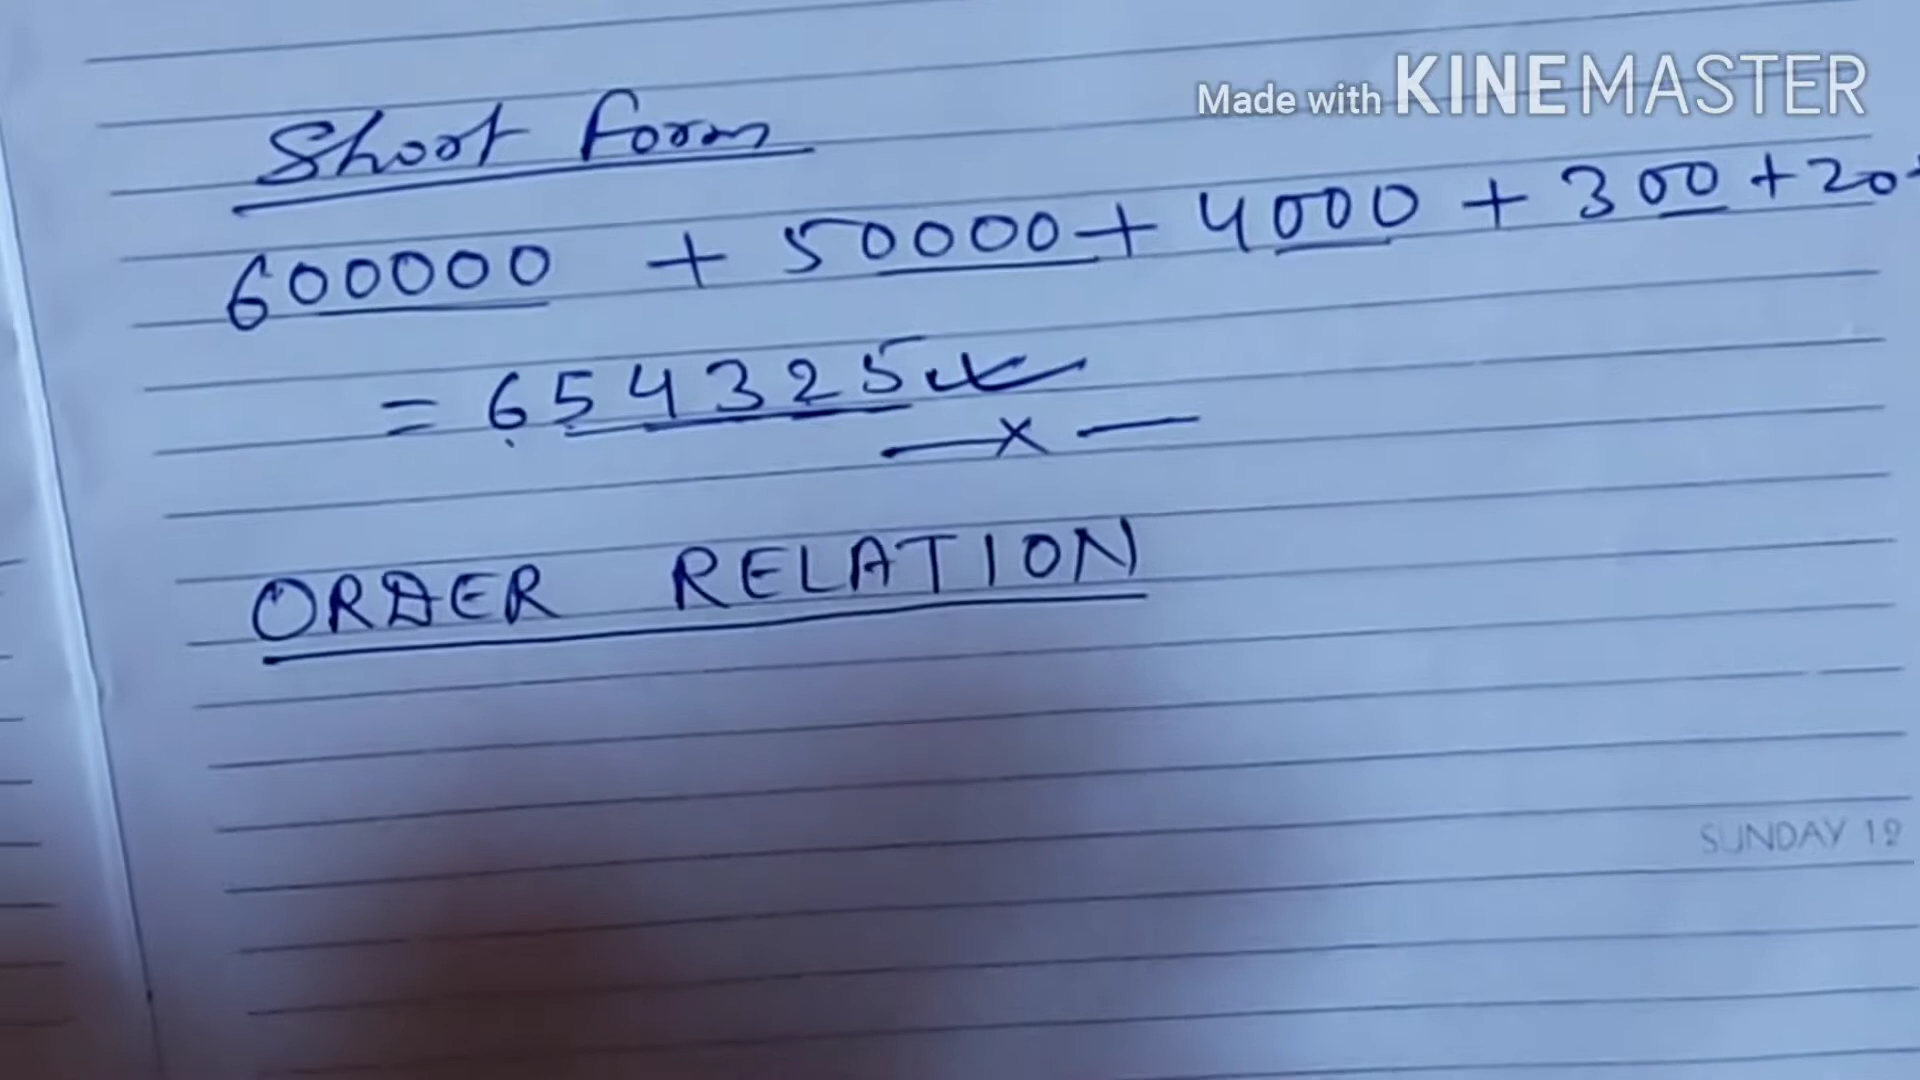 Made with KINEMASTER
Short form
600000 + 50000 + 4000 + 300 + 20+
= 654325
—x—
ORDER RELATION
SUNDAY 12